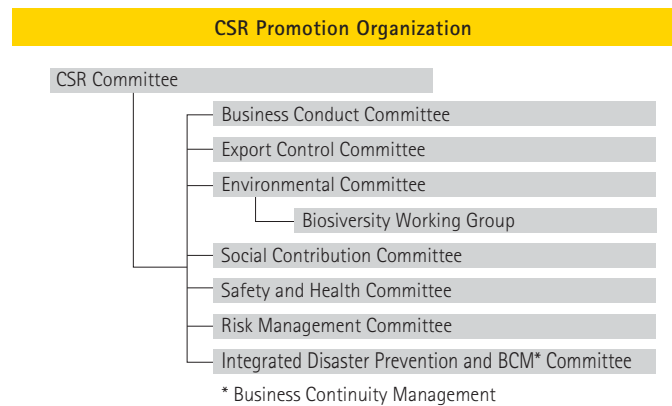 CSR Promotion Organization
CSR Committee
Business Conduct Committee
Export Control Committee
Environmental Committee
Biosiversity Working Group
Social Contribution Committee
Safety and Health Committee
Risk Management Committee
Integrated Disaster Prevention and BCM* Committee
* Business Continuity Management